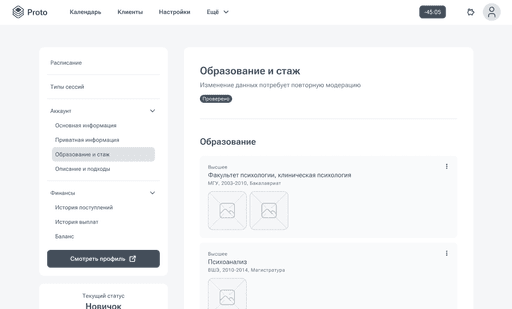 Proto
Календарь
Клиенты
Настройки
Ещё
-45:05
Расписание
Типы сессий
Аккаунт
Основная информация
Приватная информация
Образование и стаж
Описание и подходы
Финансы
История поступлений
История выплат
Баланс
Смотреть профиль
Текущий статус
Новичок
Образование и стаж
Изменение данных потребует повторную модерацию
Проверено
Образование
Высшее
Факультет психологии, клиническая психология
МГУ, 2003-2010, Бакалавриат
Высшее
Психоанализ
ВШЭ, 2010-2014, Магистратура